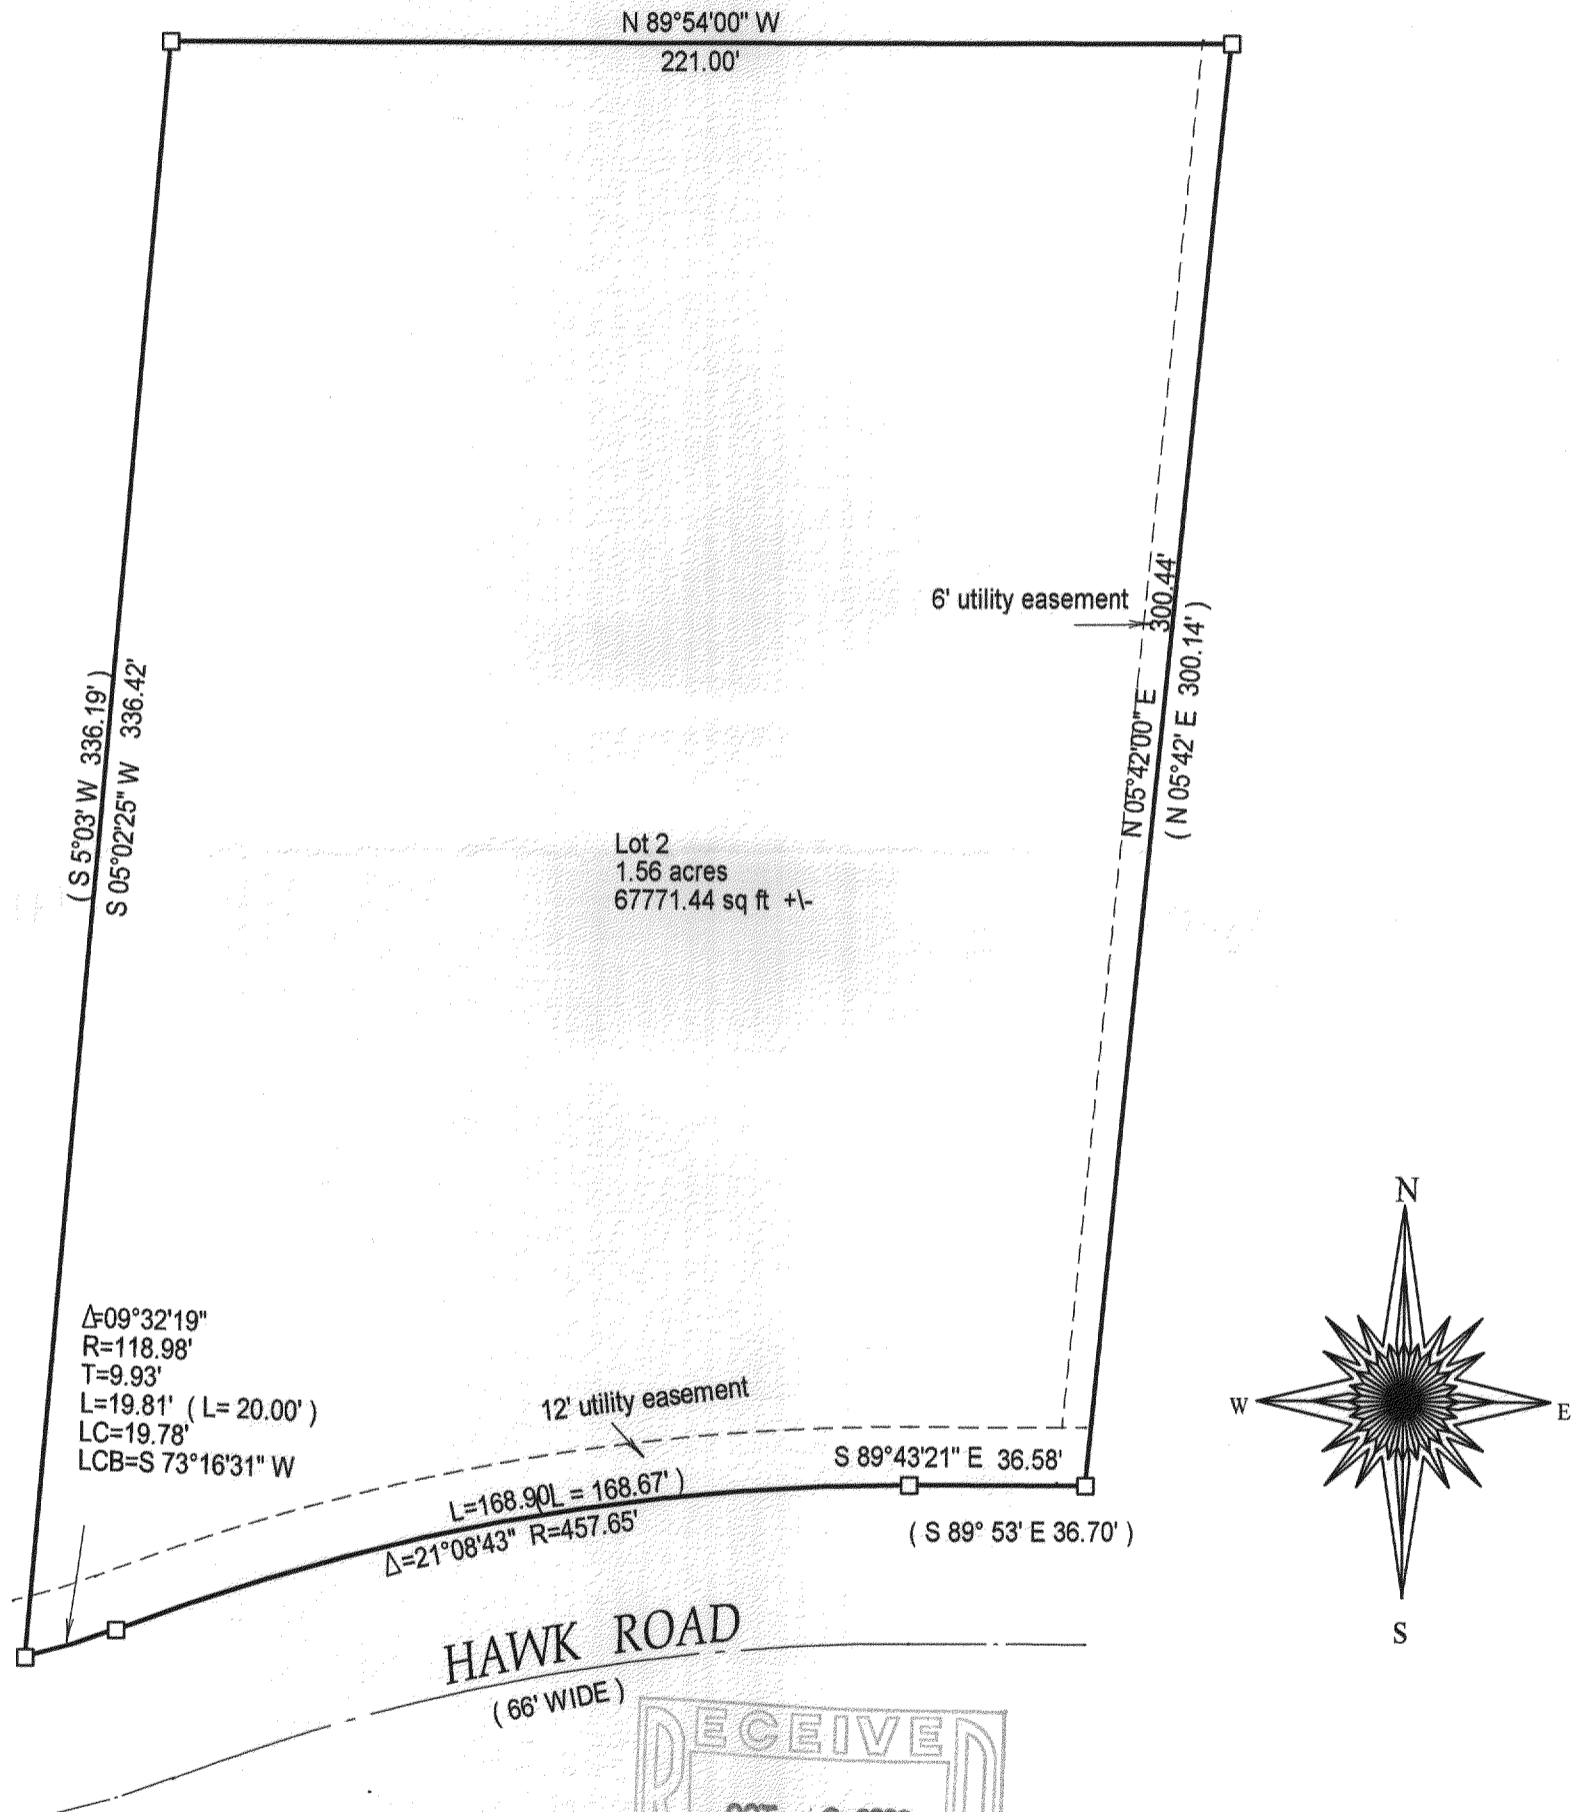 N 89°54'00" W
221.00'
6' utility easement
N 05°42'00" E 300.44'
( N 05°42' E 300.14' )
( S 5°03' W 336.19' )
S 05°02'25" W 336.42'
Lot 2
1.56 acres
67771.44 sq ft +\-
N
W
E
S
Δ=09°32'19"
R=118.98'
T=9.93'
L=19.81' ( L= 20.00' )
LC=19.78'
LCB=S 73°16'31" W
12' utility easement
S 89°43'21" E 36.58'
L=168.90(L = 168.67' )
Δ=21°08'43" R=457.65'
( S 89° 53' E 36.70' )
HAWK ROAD
( 66' WIDE )
RECEIVED